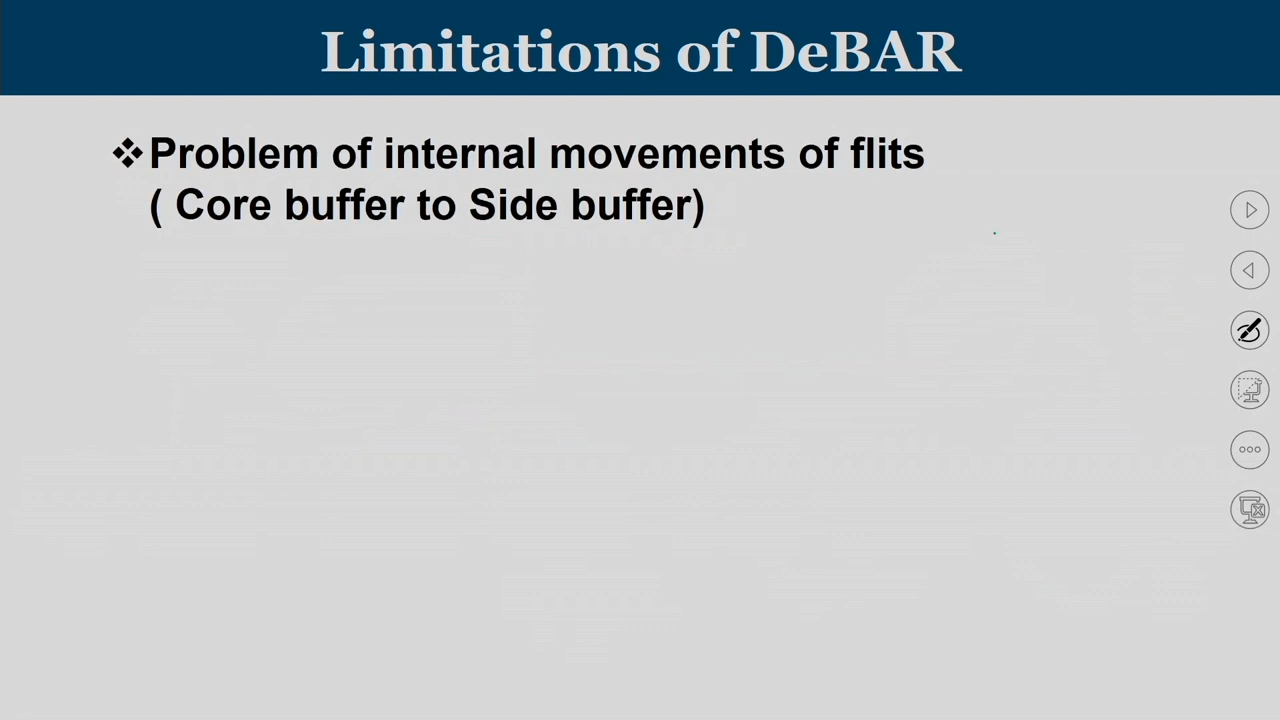 Limitations of DeBAR
❖Problem of internal movements of flits
( Core buffer to Side buffer)